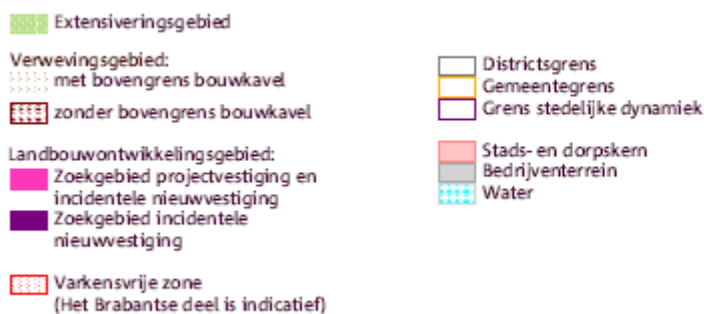 Extensiveringsgebied
Verwevingsgebied:
met bovengrens bouwkavel
zonder bovengrens bouwkavel
Landbouwontwikkelingsgebied:
Zoekgebied projectvestiging en
incidentele nieuwvestiging
Zoekgebied incidentele
nieuwvestiging
Varkensvrije zone
(Het Brabantse deel is indicatief)
Districtsgrens
Gemeentegrens
Grens stedelijke dynamiek
Stads- en dorpskern
Bedrijventerrein
Water